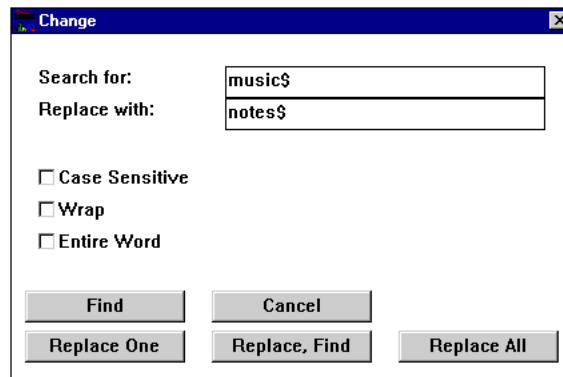 Change
Search for: music$
Replace with: notes$
Case Sensitive
Wrap
Entire Word
Find Cancel
Replace One Replace, Find Replace All